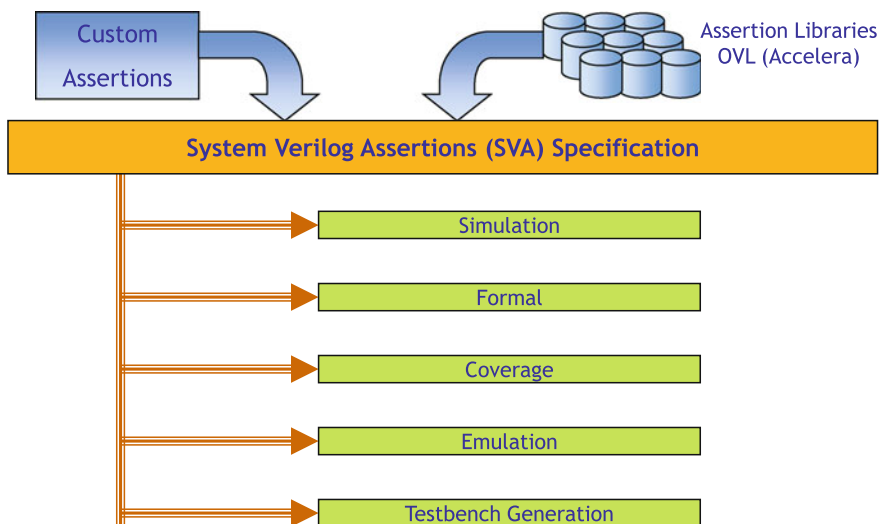 Custom
Assertions
Assertion Libraries
OVL (Accelera)
System Verilog Assertions (SVA) Specification
Simulation
Formal
Coverage
Emulation
Testbench Generation